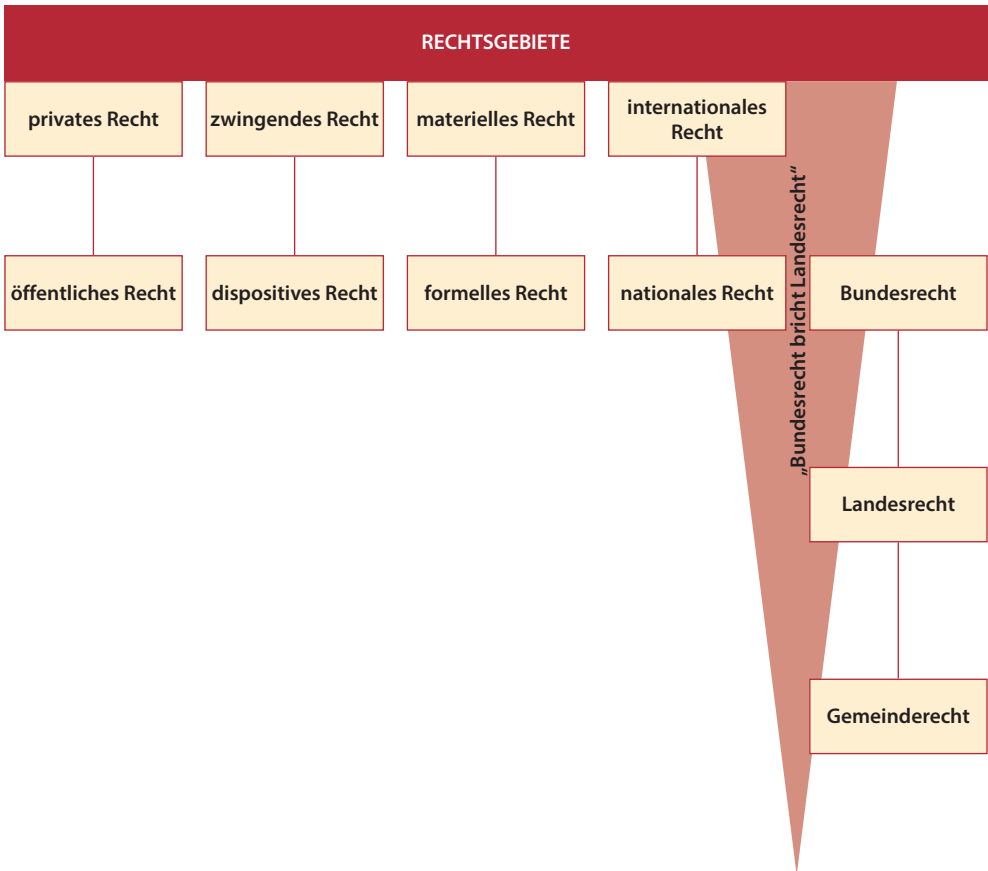 RECHTSGEBIETE
privates Recht
zwingendes Recht
materielles Recht
internationales
Recht
öffentliches Recht
dispositives Recht
formelles Recht
nationales Recht
„Bundesrecht bricht Landesrecht“
Bundesrecht
Landesrecht
Gemeinderecht